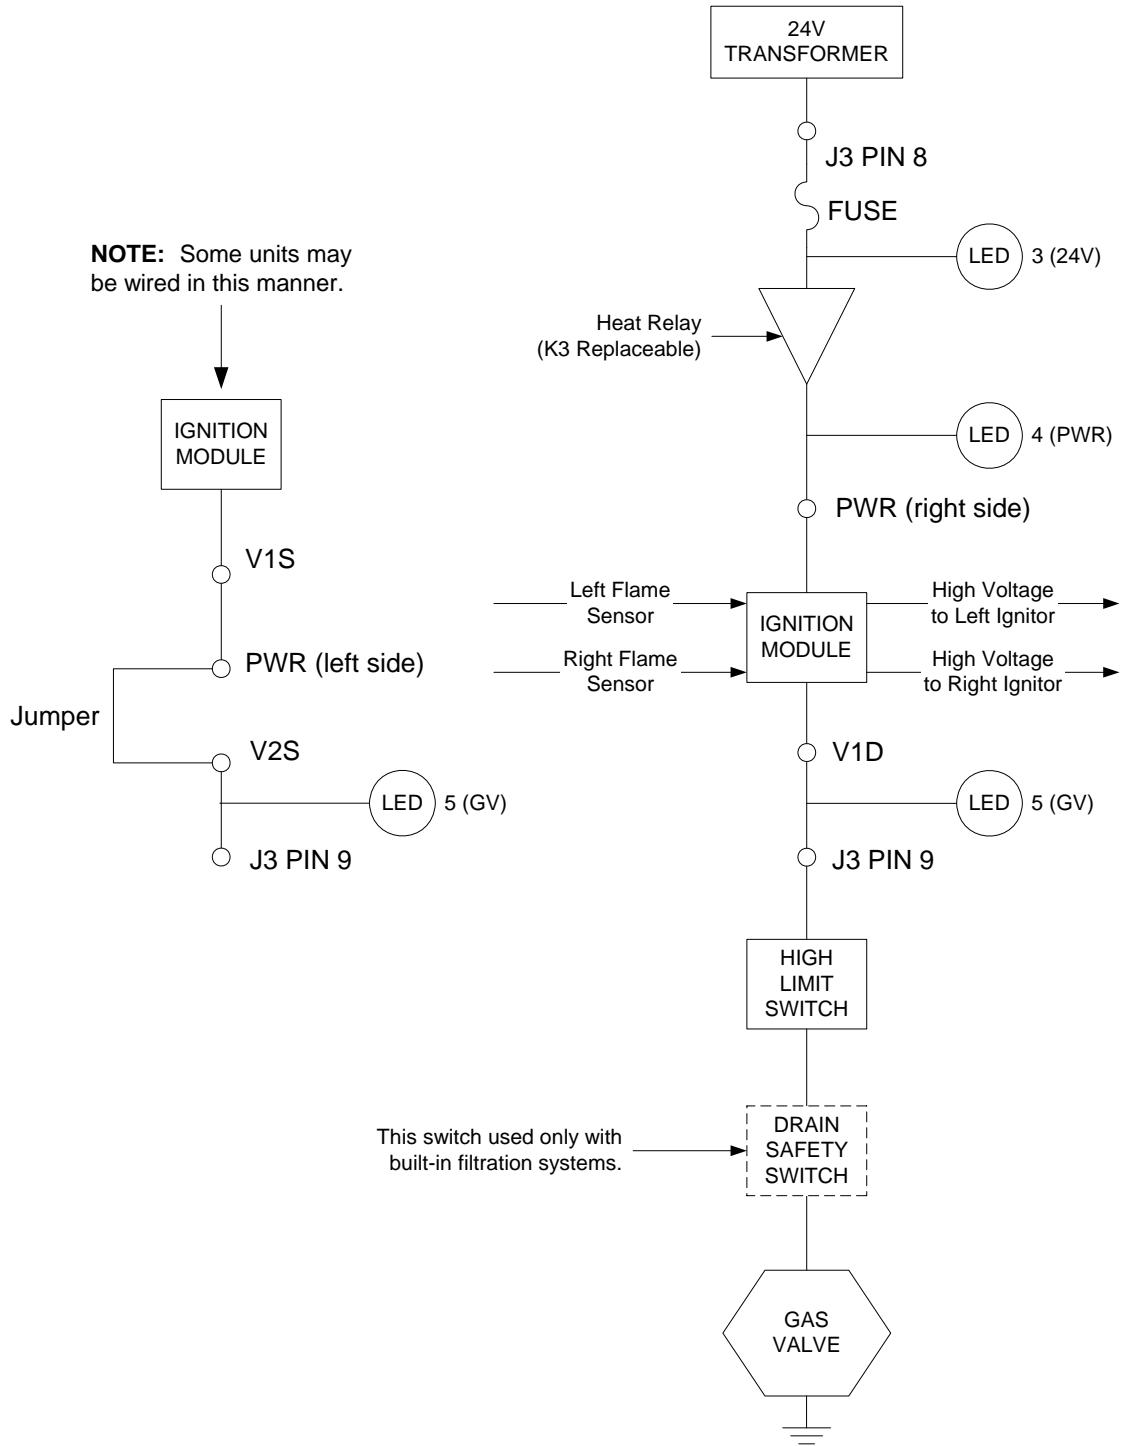 24V
TRANSFORMER
J3 PIN 8
FUSE
LED
3 (24V)
NOTE: Some units may
be wired in this manner.
Heat Relay
(K3 Replaceable)
LED
4 (PWR)
IGNITION
MODULE
PWR (right side)
V1S
Left Flame
Sensor
IGNITION
MODULE
High Voltage
to Left Ignitor
Right Flame
Sensor
High Voltage
to Right Ignitor
PWR (left side)
Jumper
V2S
V1D
LED
5 (GV)
LED
5 (GV)
J3 PIN 9
J3 PIN 9
HIGH
LIMIT
SWITCH
This switch used only with
built-in filtration systems.
DRAIN
SAFETY
SWITCH
GAS
VALVE